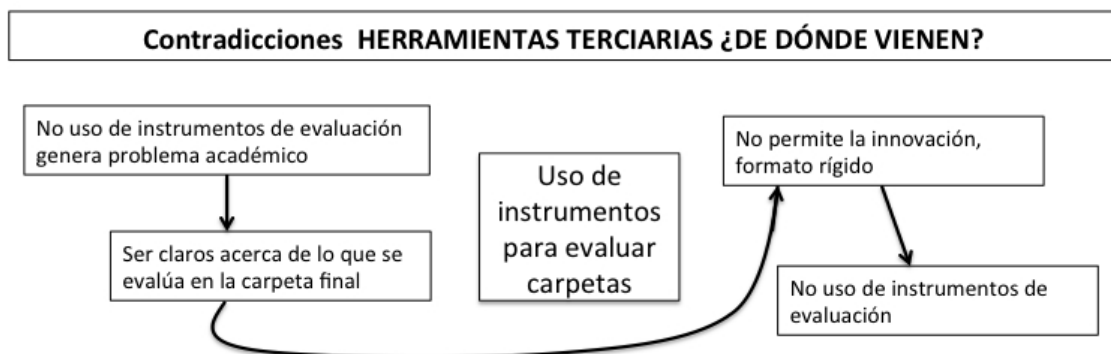 Contradicciones HERRAMIENTAS TERCIARIAS ¿DE DÓNDE VIENEN?
No uso de instrumentos de evaluación
genera problema académico
Ser claros acerca de lo que se
evalúa en la carpeta final
Uso de
instrumentos
para evaluar
carpetas
No permite la innovación,
formato rígido
No uso de instrumentos de
evaluación